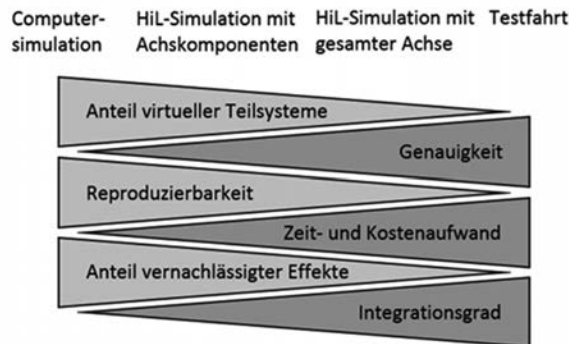 Computer-
simulation
HiL-Simulation mit
Achskomponenten
HiL-Simulation mit
gesamter Achse
Testfahrt
Anteil virtueller Teilsysteme
Genauigkeit
Reproduzierbarkeit
Zeit- und Kostenaufwand
Anteil vernachlässigter Effekte
Integrationsgrad